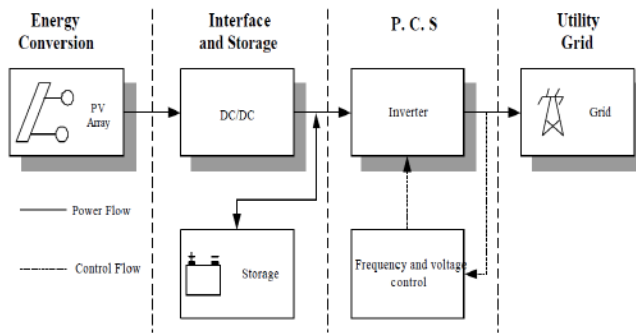 Energy
Conversion
Interface
and Storage
P. C. S
Utility
Grid
PV
Array
DC/DC
Inverter
Grid
Power Flow
Control Flow
Storage
Frequency and voltage
control